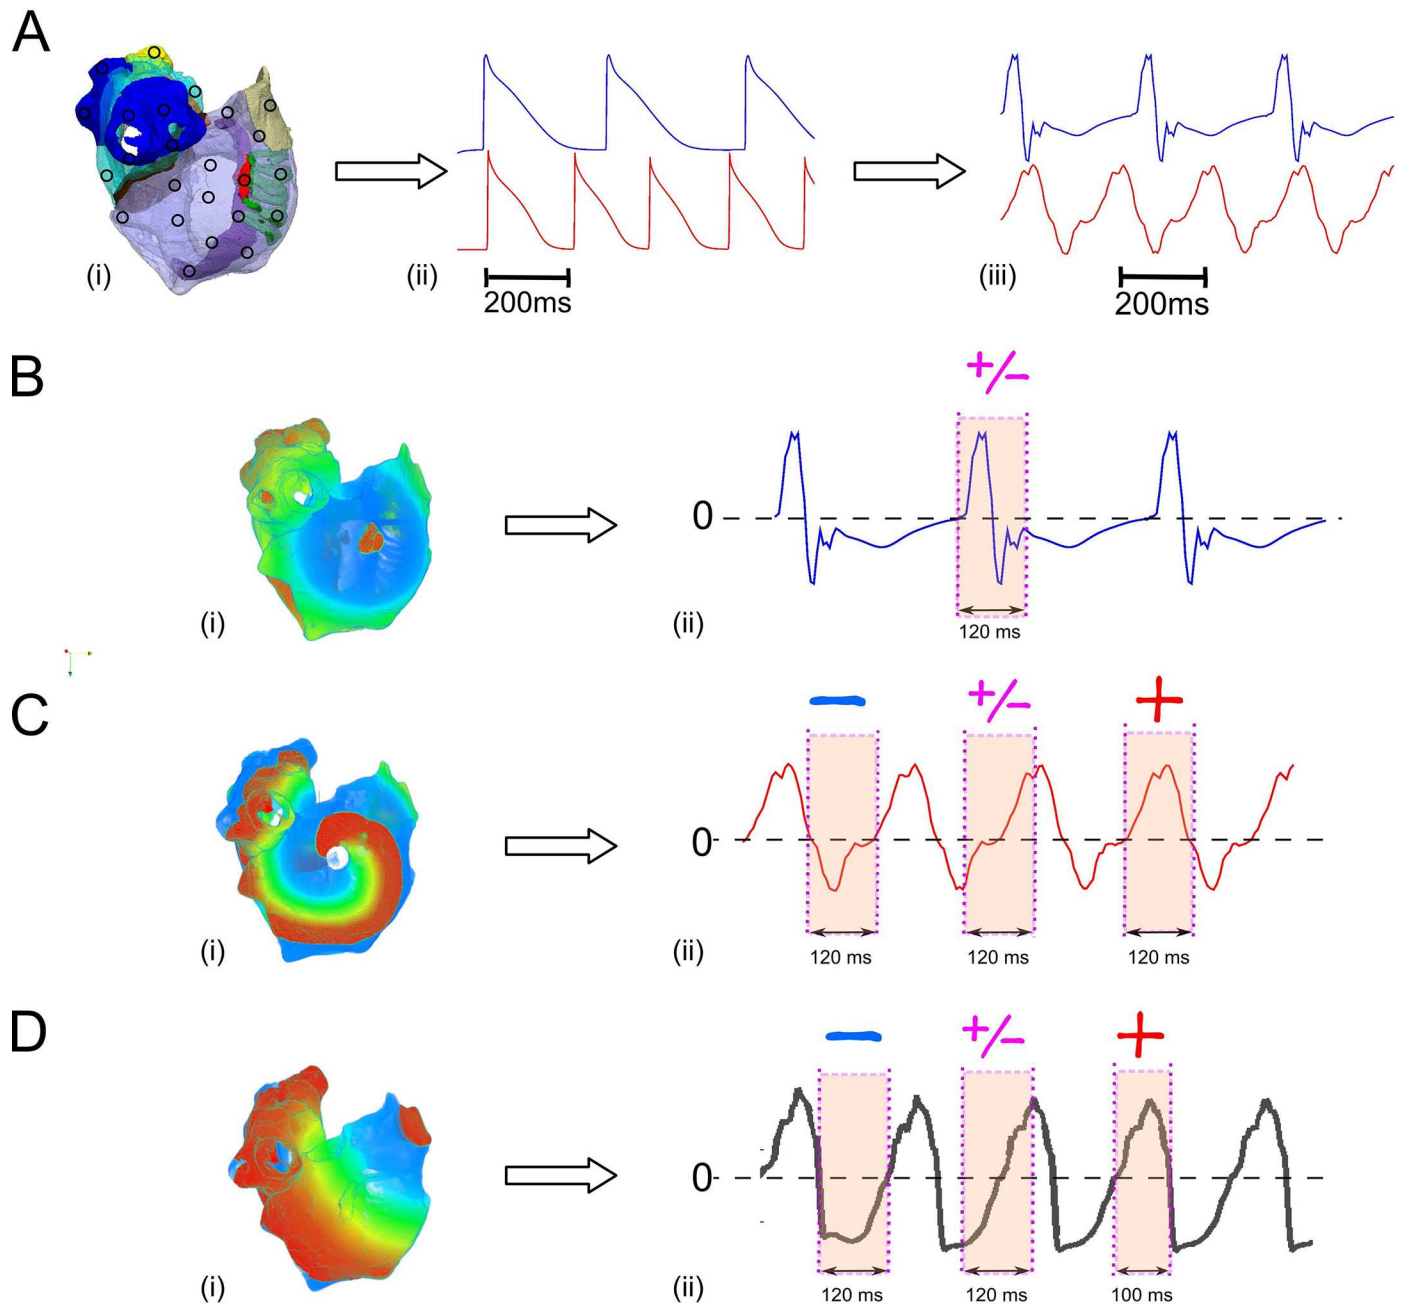 A
(i)
(ii)
(iii)
200ms
200ms
B
+/−
0
(i)
(ii)
120 ms
C
− +/− +
0
(i)
(ii)
120 ms 120 ms 120 ms
D
− +/− +
0
(i)
(ii)
120 ms 120 ms 100 ms